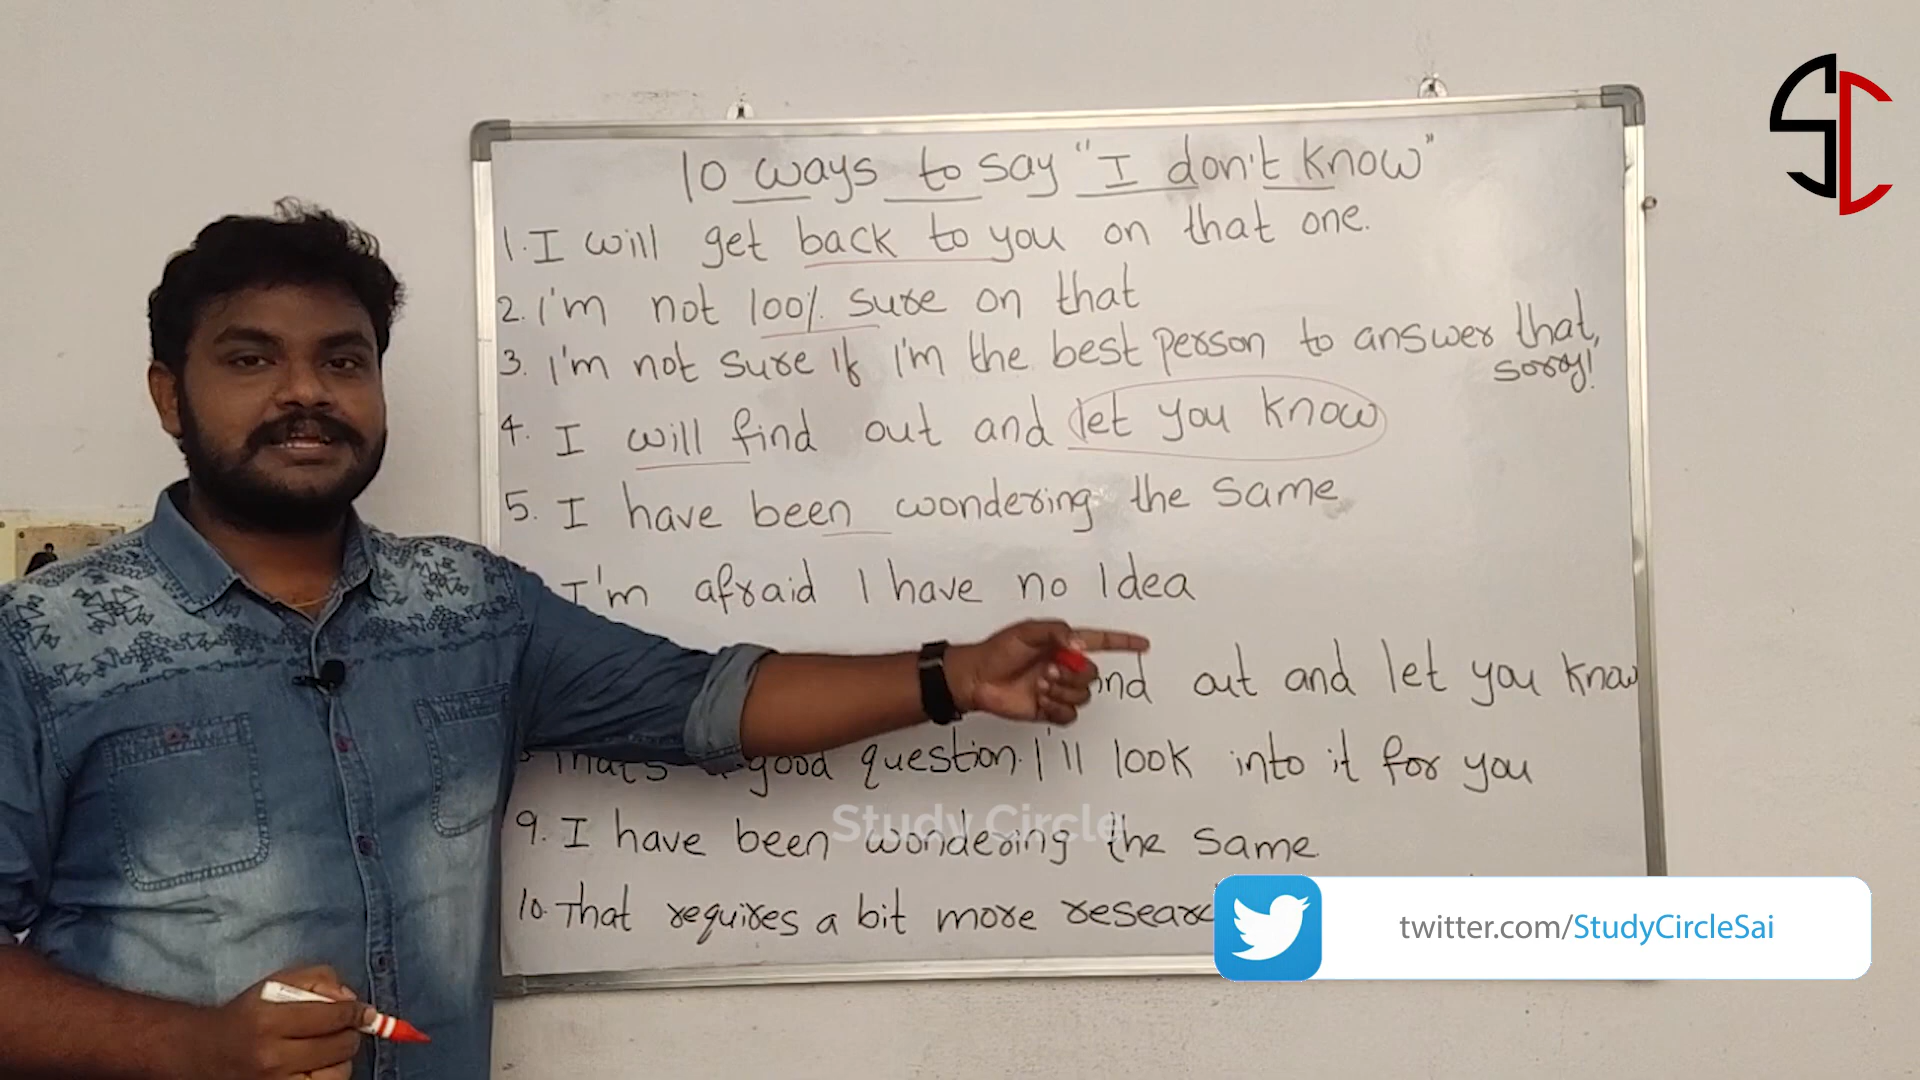 10 ways to say "I don't know"
1. I will get back to you on that one.
2. I'm not 100% sure on that
3. I'm not sure If I'm the best person to answer that,
sorry!
4. I will find out and let you know
5. I have been wondering the same
I'm afraid I have no Idea
out and let you know
That's a good question. I'll look into it for you
9. I have been wondering the same
Study Circle
10. That requires a bit more
twitter.com/StudyCircleSai
SC